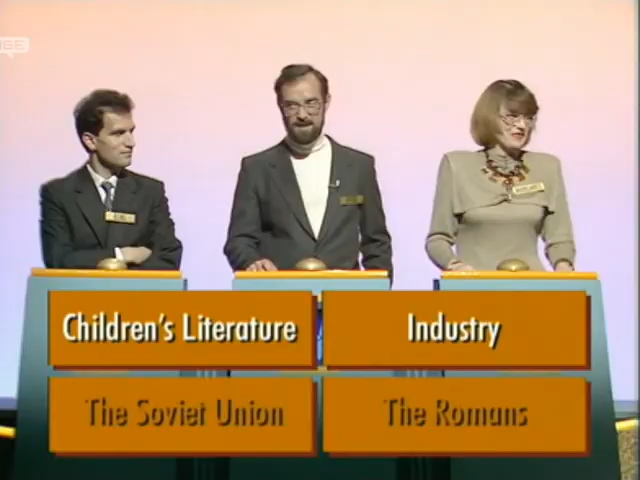 Children's Literature
Industry
The Soviet Union
The Romans